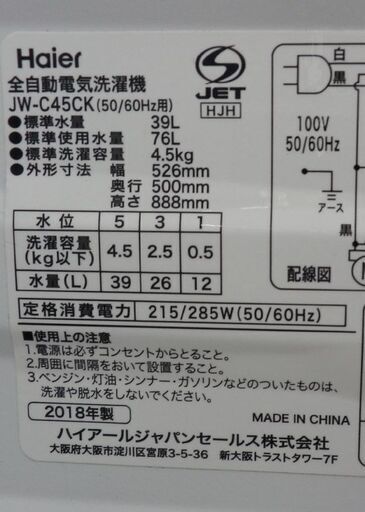 Haier
全自動電気洗濯機
JW-C45CK(50/60Hz用)
●標準水量 39L
●標準使用水量 76L
●標準洗濯容量 4.5kg
●外形寸法 幅 526mm
奥行 500mm
高さ 888mm
S
JET
HJH
白
黒
100V
50/60Hz
アース
黒
配線図
M
水位 5 3 1
洗濯容量(kg以下) 4.5 2.5 0.5
水量(L) 39 26 12
定格消費電力 215/285W(50/60Hz)
■使用上の注意
1.電源は必ずコンセントからとること。
2.周囲に間隔をおいて設置すること。
3.ベンジン・灯油・シンナー・ガソリンなどのついたものは、
洗濯や脱水をしないでください。
2018年製
MADE IN CHINA
ハイアールジャパンセールス株式会社
大阪府大阪市淀川区宮原3-5-36 新大阪トラストタワー7F